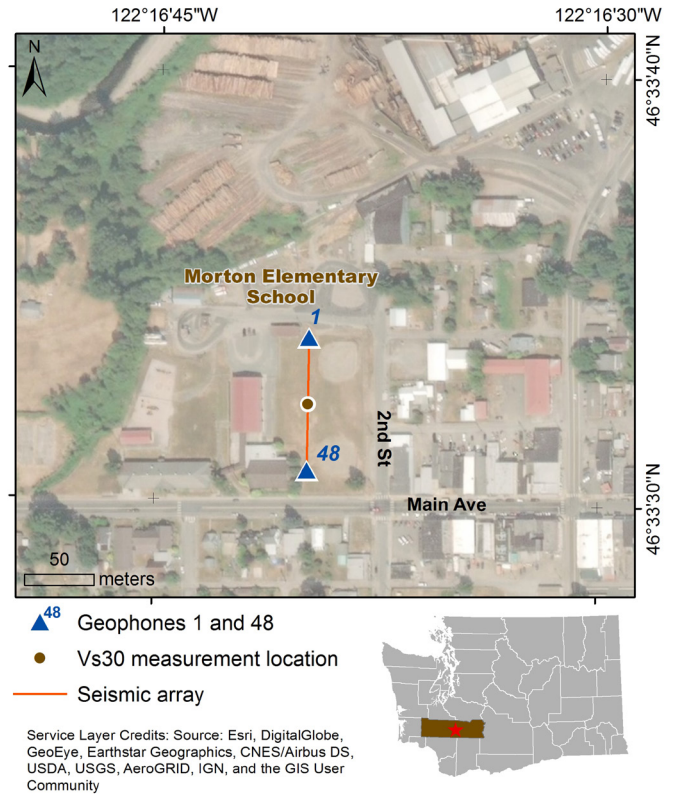 122°16'45"W
122°16'30"W
N
46°33'40"N
Morton Elementary
School
1
48
2nd St
Main Ave
46°33'30"N
50
meters
48
Geophones 1 and 48
Vs30 measurement location
Seismic array
Service Layer Credits: Source: Esri, DigitalGlobe,
GeoEye, Earthstar Geographics, CNES/Airbus DS,
USDA, USGS, AeroGRID, IGN, and the GIS User
Community